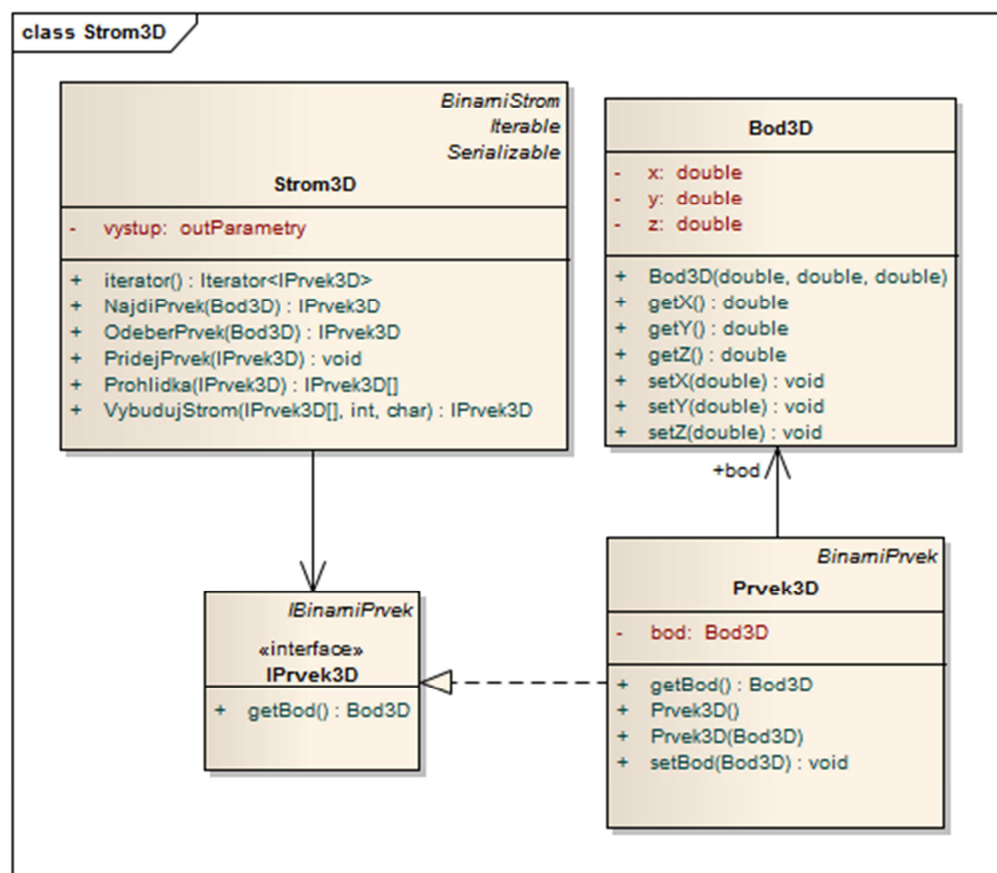 class Strom3D
BinarniStrom
Iterable
Serializable
Strom3D
- vystup: outParametry
+ iterator() : Iterator<IPrvek3D>
+ NajdiPrvek(Bod3D) : IPrvek3D
+ OdeberPrvek(Bod3D) : IPrvek3D
+ PridejPrvek(IPrvek3D) : void
+ Prohlidka(IPrvek3D) : IPrvek3D[]
+ VybudujStrom(IPrvek3D[], int, char) : IPrvek3D
Bod3D
- x: double
- y: double
- z: double
+ Bod3D(double, double, double)
+ getX() : double
+ getY() : double
+ getZ() : double
+ setX(double) : void
+ setY(double) : void
+ setZ(double) : void
+bod
IBinarniPrvek
«interface»
IPrvek3D
+ getBod() : Bod3D
BinarniPrvek
Prvek3D
- bod: Bod3D
+ getBod() : Bod3D
+ Prvek3D()
+ Prvek3D(Bod3D)
+ setBod(Bod3D) : void